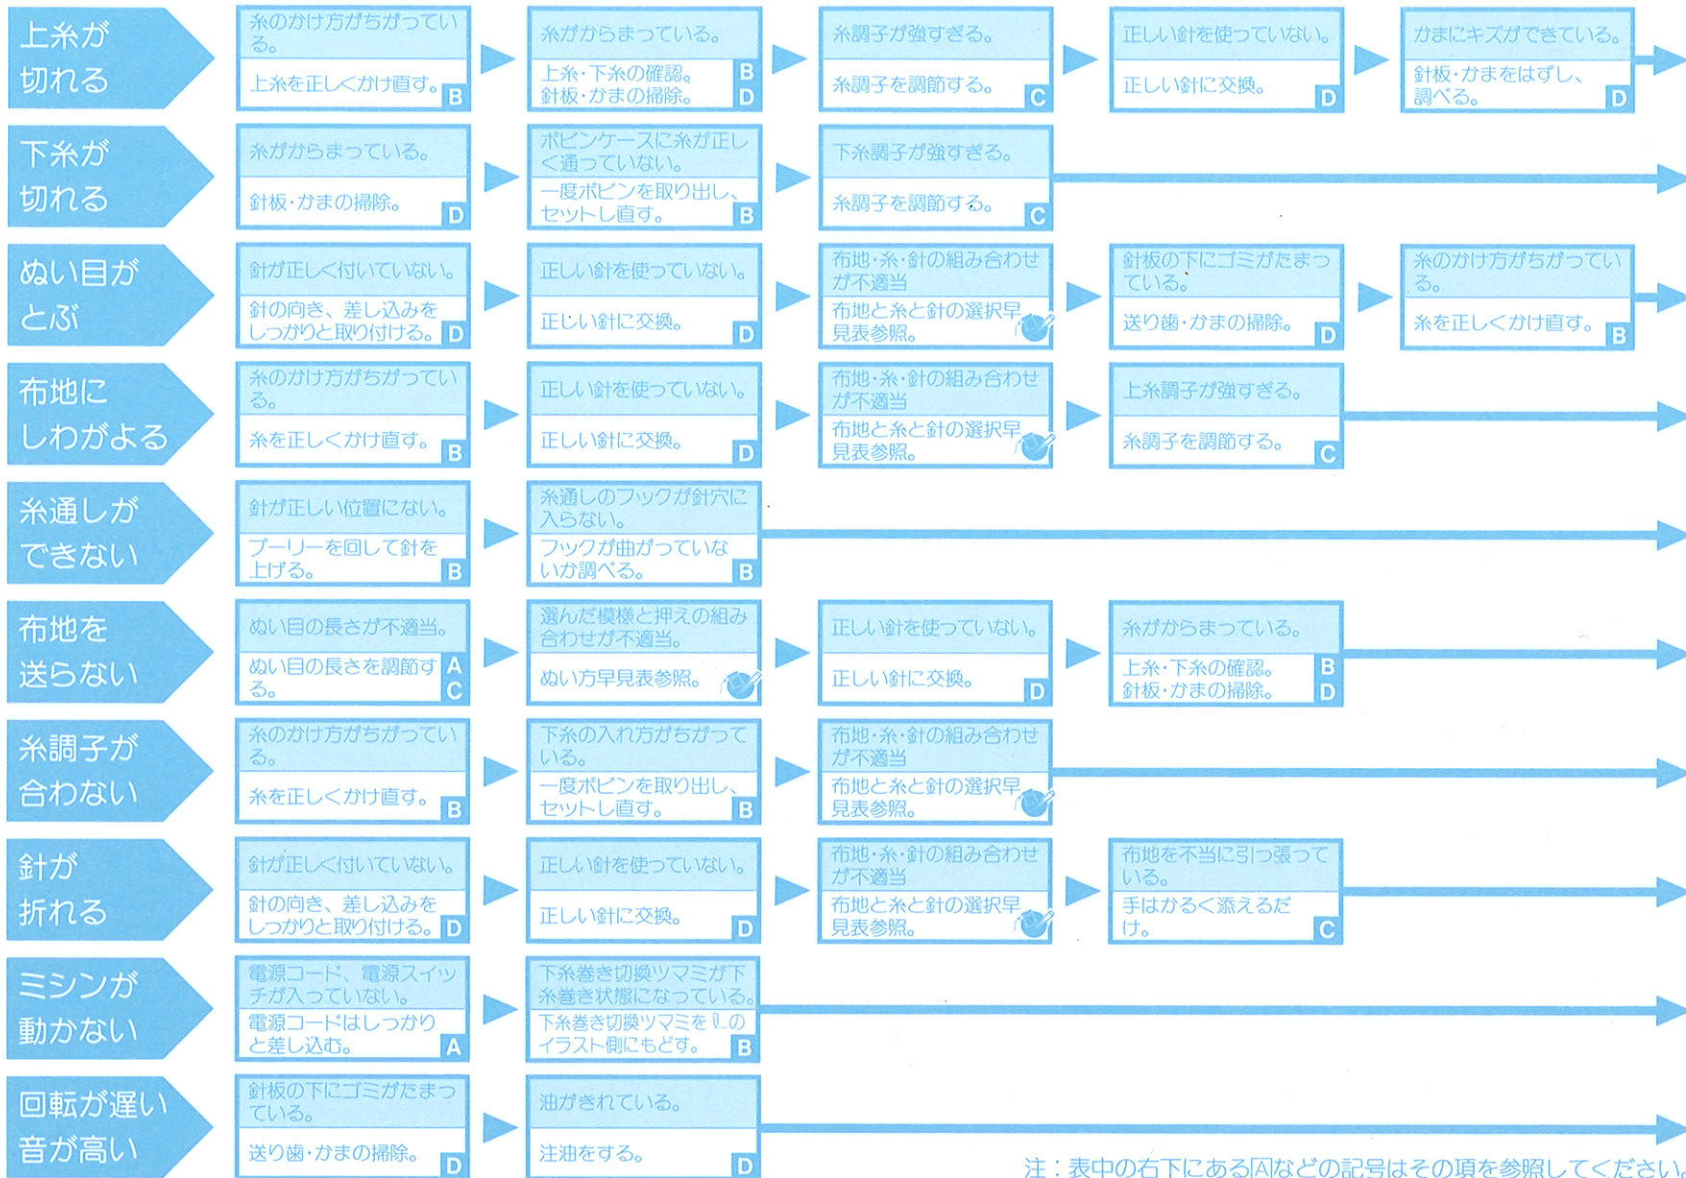 上糸が
切れる
糸のかけ方がちがってい
る。
上糸を正しくかけ直す。
B
糸がからまっている。
上糸・下糸の確認。
針板・かまの掃除。
B
D
糸調子が強すぎる。
糸調子を調節する。
C
正しい針を使っていない。
正しい針に交換。
D
かまにキズができている。
針板・かまをはずし、
調べる。
D
下糸が
切れる
糸がからまっている。
針板・かまの掃除。
D
ボビンケースに糸が正し
く通っていない。
一度ボビンを取り出し、
セットし直す。
B
下糸調子が強すぎる。
糸調子を調節する。
C
ぬい目が
とぶ
針が正しく付いていない。
針の向き、差し込みを
しっかりと取り付ける。
D
正しい針を使っていない。
正しい針に交換。
D
布地・糸・針の組み合わせ
が不適当
布地と糸と針の選択早
見表参照。
針板の下にゴミがたまっ
ている。
送り歯・かまの掃除。
D
糸のかけ方がちがってい
る。
糸を正しくかけ直す。
B
布地に
しわがよる
糸のかけ方がちがってい
る。
糸を正しくかけ直す。
B
正しい針を使っていない。
正しい針に交換。
D
布地・糸・針の組み合わせ
が不適当
布地と糸と針の選択早
見表参照。
上糸調子が強すぎる。
糸調子を調節する。
C
糸通しが
できない
針が正しい位置にない。
プーリーを回して針を
上げる。
B
糸通しのフックが針穴に
入らない。
フックが曲がっていな
いか調べる。
B
布地を
送らない
ぬい目の長さが不適当。
ぬい目の長さを調節す
る。
A
C
選んだ模様と押えの組み
合わせが不適当。
ぬい方早見表参照。
正しい針を使っていない。
正しい針に交換。
D
糸がからまっている。
上糸・下糸の確認。
針板・かまの掃除。
B
D
糸調子が
合わない
糸のかけ方がちがってい
る。
糸を正しくかけ直す。
B
下糸の入れ方がちがって
いる。
一度ボビンを取り出し、
セットし直す。
B
布地・糸・針の組み合わせ
が不適当
布地と糸と針の選択早
見表参照。
針が
折れる
針が正しく付いていない。
針の向き、差し込みを
しっかりと取り付ける。
D
正しい針を使っていない。
正しい針に交換。
D
布地・糸・針の組み合わせ
が不適当
布地と糸と針の選択早
見表参照。
布地を不当に引っ張って
いる。
手はかるく添えるだ
け。
C
ミシンが
動かない
電源コード、電源スイッ
チが入っていない。
電源コードはしっかり
と差し込む。
A
下糸巻き切換ツマミが下
糸巻き状態になっている。
下糸巻き切換ツマミを の
イラスト側にもどす。
B
回転が遅い
音が高い
針板の下にゴミがたまっ
ている。
送り歯・かまの掃除。
D
油がきれている。
注油をする。
D
注：表中の右下にあるAなどの記号はその項を参照してください。